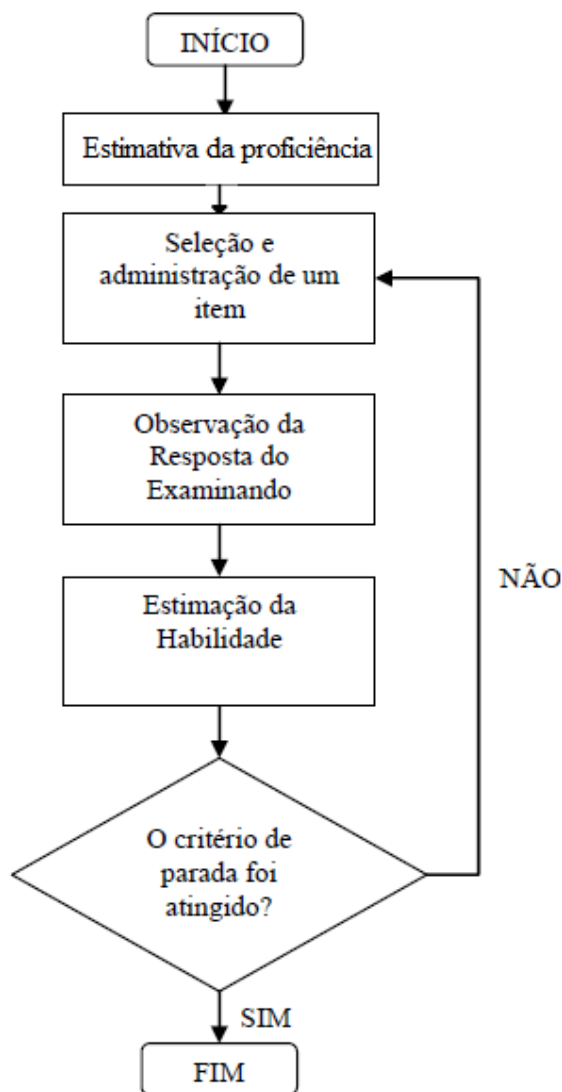 INÍCIO
Estimativa da proficiência
Seleção e
administração de um
item
Observação da
Resposta do
Examinando
Estimação da
Habilidade
NÃO
O critério de
parada foi
atingido?
SIM
FIM